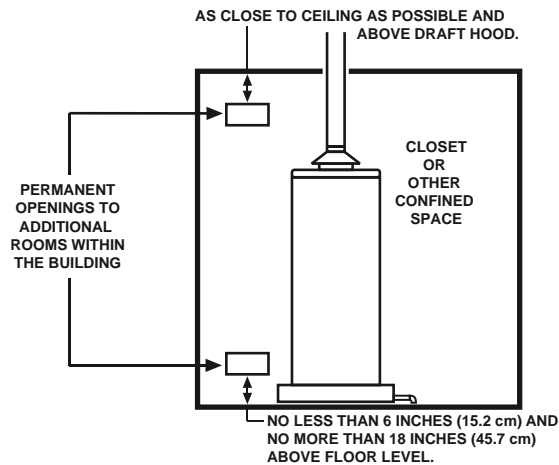 AS CLOSE TO CEILING AS POSSIBLE AND
ABOVE DRAFT HOOD.
CLOSET
OR
OTHER
CONFINED
SPACE
PERMANENT
OPENINGS TO
ADDITIONAL
ROOMS WITHIN
THE BUILDING
NO LESS THAN 6 INCHES (15.2 cm) AND
NO MORE THAN 18 INCHES (45.7 cm)
ABOVE FLOOR LEVEL.